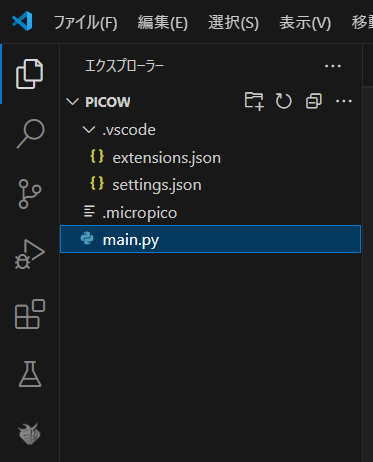 ファイル(F) 編集(E) 選択(S) 表示(V) 移動
エクスプローラー
PICOW
.vscode
extensions.json
settings.json
.micropico
main.py